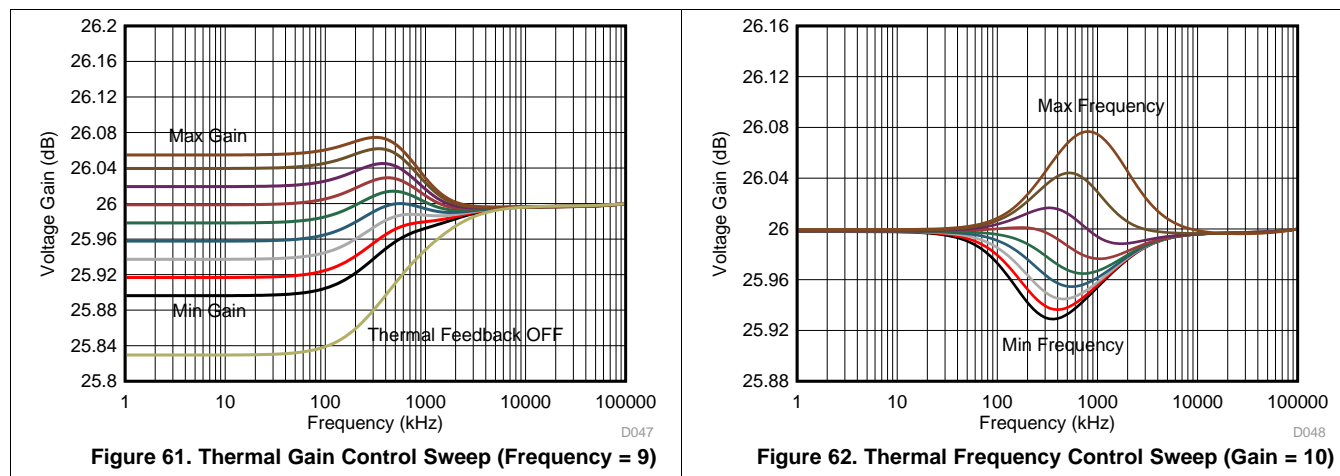 26.2
26.16
26.12
26.08
26.04
26
25.96
25.92
25.88
25.84
25.8
Voltage Gain (dB)
Max Gain
Min Gain
Thermal Feedback OFF
1 10 100 1000 10000 100000
Frequency (kHz)
D047
Figure 61. Thermal Gain Control Sweep (Frequency = 9)
26.16
26.12
26.08
26.04
26
25.96
25.92
25.88
Voltage Gain (dB)
Max Frequency
Min Frequency
1 10 100 1000 10000 100000
Frequency (kHz)
D048
Figure 62. Thermal Frequency Control Sweep (Gain = 10)